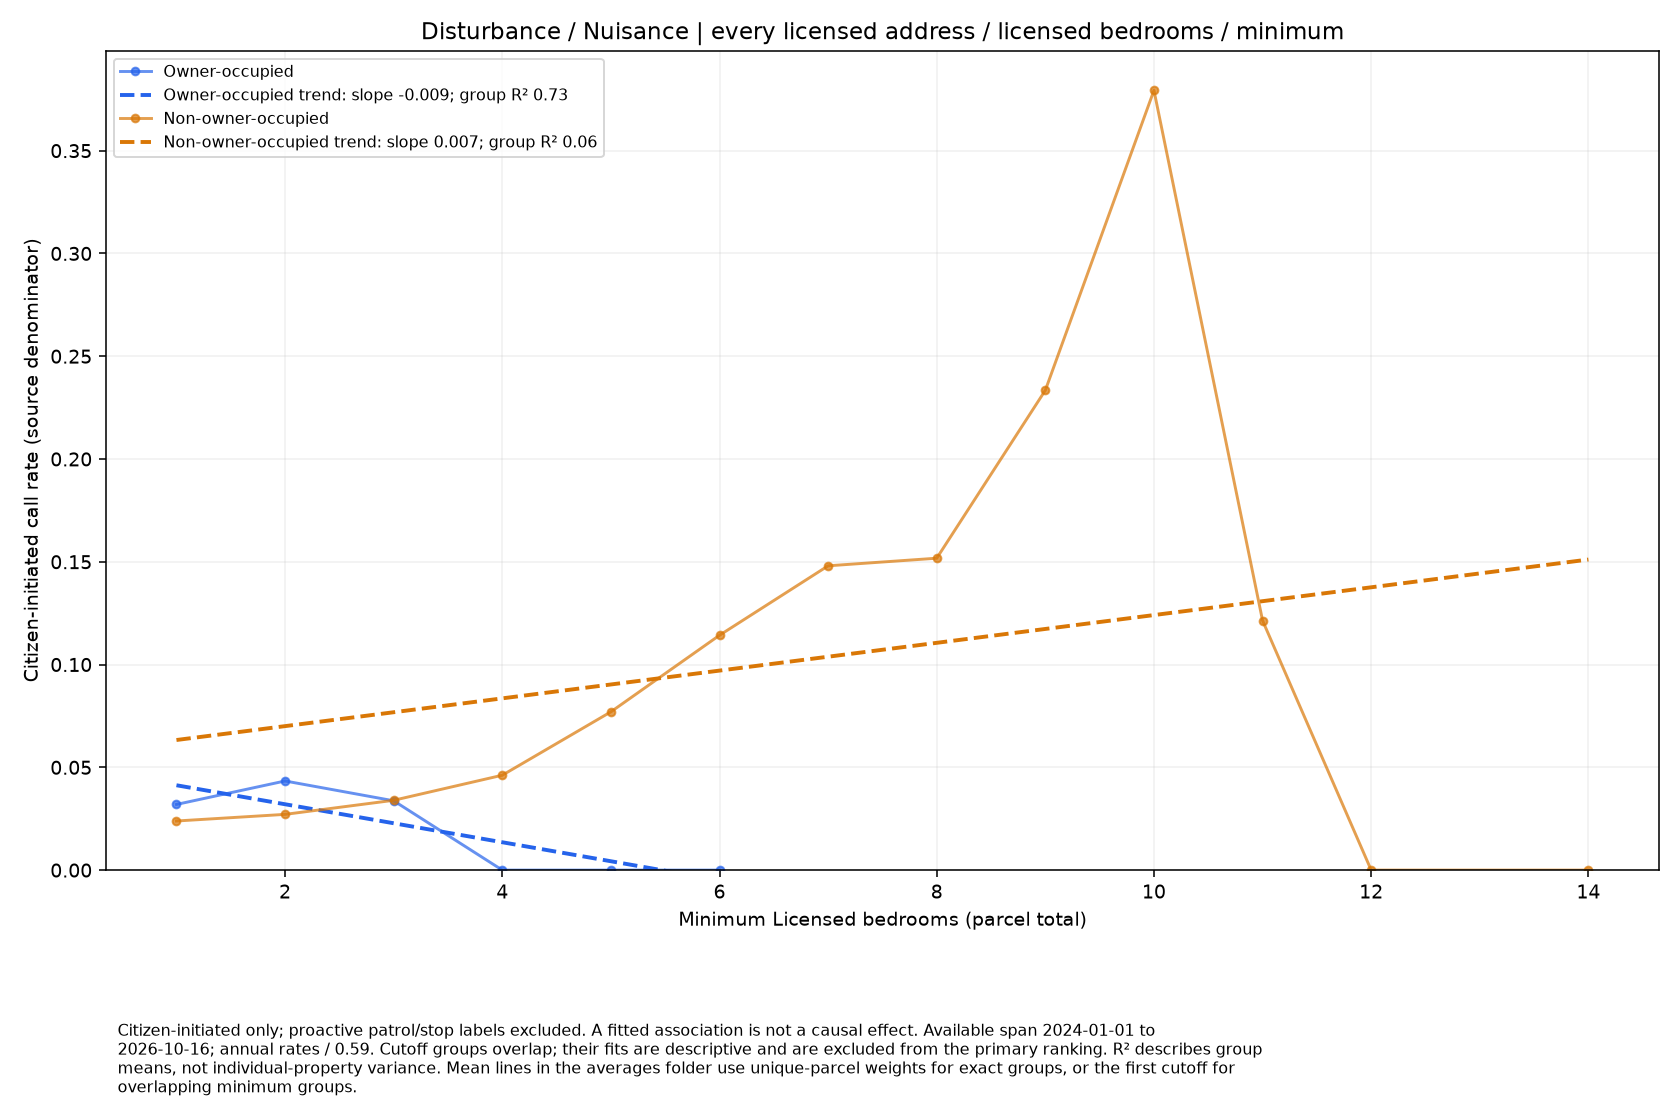 Disturbance / Nuisance | every licensed address / licensed bedrooms / minimum
Owner-occupied
Owner-occupied trend: slope -0.009; group R² 0.73
Non-owner-occupied
Non-owner-occupied trend: slope 0.007; group R² 0.06
Citizen-initiated call rate (source denominator)
0.35
0.30
0.25
0.20
0.15
0.10
0.05
0.00
2 4 6 8 10 12 14
Minimum Licensed bedrooms (parcel total)
Citizen-initiated only; proactive patrol/stop labels excluded. A fitted association is not a causal effect. Available span 2024-01-01 to
2026-10-16; annual rates / 0.59. Cutoff groups overlap; their fits are descriptive and are excluded from the primary ranking. R² describes group
means, not individual-property variance. Mean lines in the averages folder use unique-parcel weights for exact groups, or the first cutoff for
overlapping minimum groups.